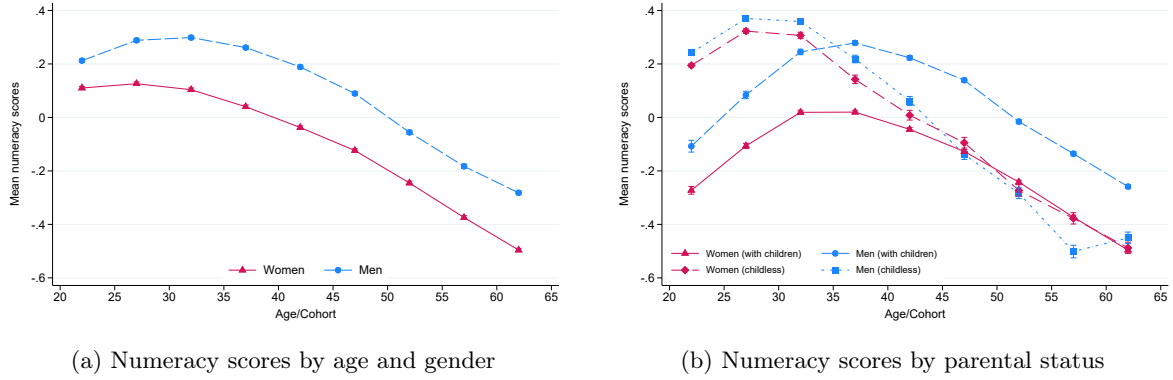 .4
.2
0
-.2
-.4
-.6
Mean numeracy scores
20 25 30 35 40 45 50 55 60 65
Age/Cohort
Women Men
(a) Numeracy scores by age and gender
.4
.2
0
-.2
-.4
-.6
Mean numeracy scores
Women (with children) Men (with children)
Women (childless) Men (childless)
20 25 30 35 40 45 50 55 60 65
Age/Cohort
(b) Numeracy scores by parental status